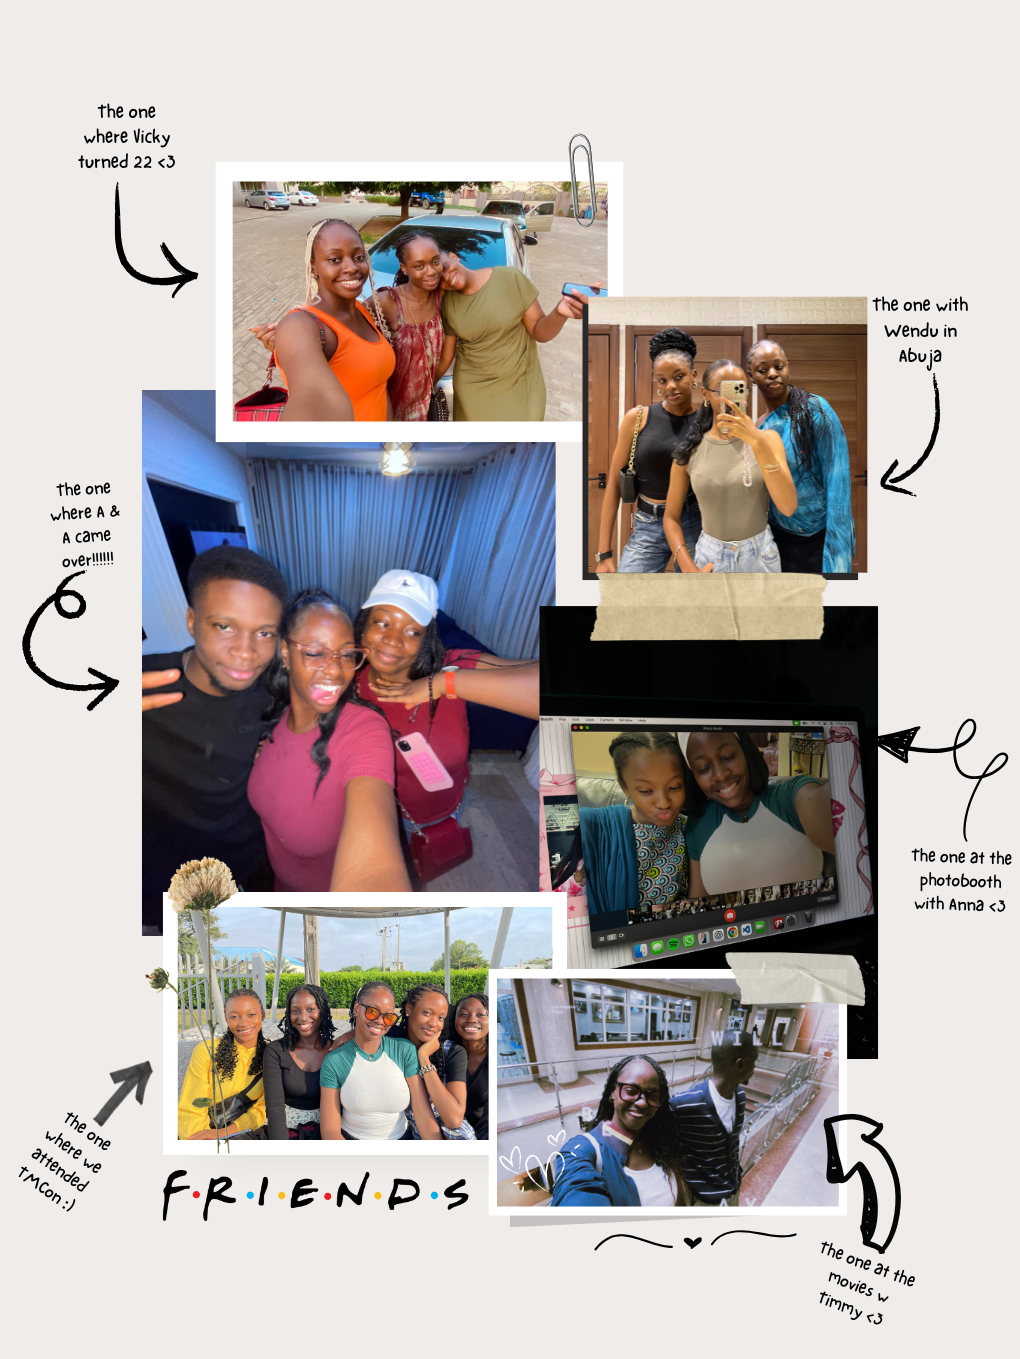 The one
where Vicky
turned 22 <3
The one with
Wendu in
Abuja
The one
where A &
A came
over!!!!!!
The one at the
photobooth
with Anna <3
The one
where we
attended
TMCon :)
F•R•I•E•N•D•S
WILL
The one at the
movies w
Timmy <3